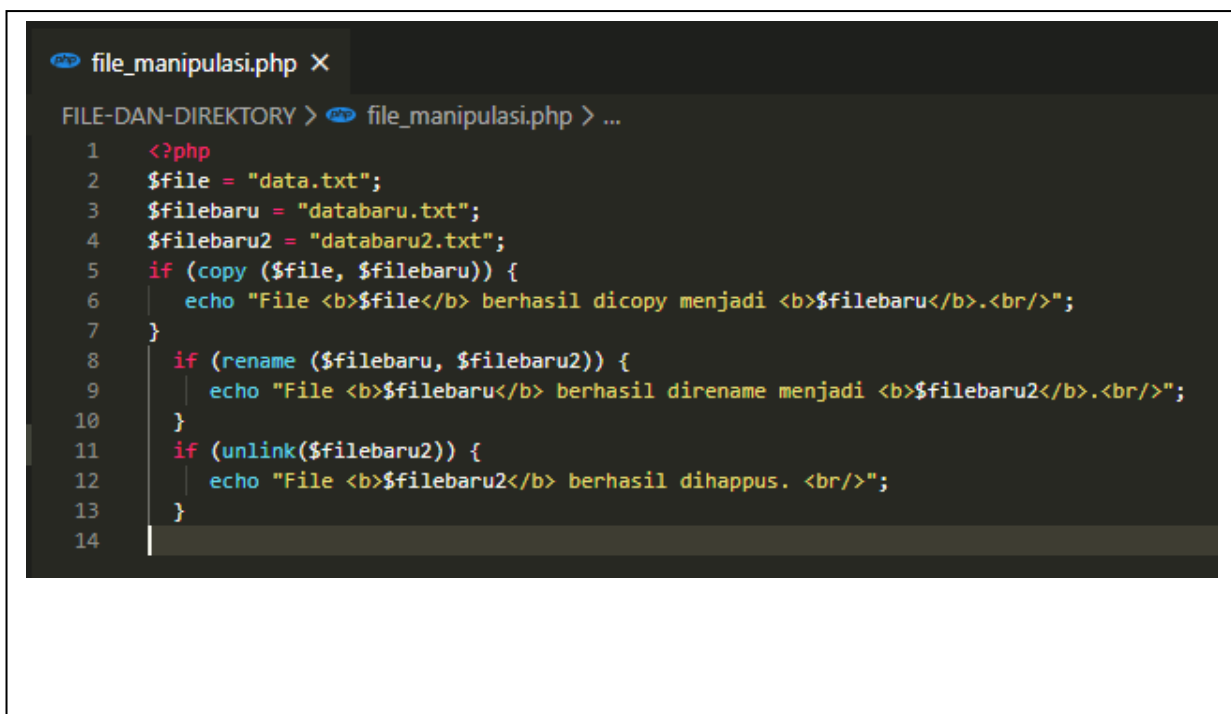 file_manipulasi.php ×
FILE-DAN-DIREKTORY > file_manipulasi.php > ...
1 <?php
2 $file = "data.txt";
3 $filebaru = "databaru.txt";
4 $filebaru2 = "databaru2.txt";
5 if (copy ($file, $filebaru)) {
6 echo "File <b>$file</b> berhasil dicopy menjadi <b>$filebaru</b>.<br/>";
7 }
8 if (rename ($filebaru, $filebaru2)) {
9 echo "File <b>$filebaru</b> berhasil direname menjadi <b>$filebaru2</b>.<br/>";
10 }
11 if (unlink($filebaru2)) {
12 echo "File <b>$filebaru2</b> berhasil dihappus. <br/>";
13 }
14